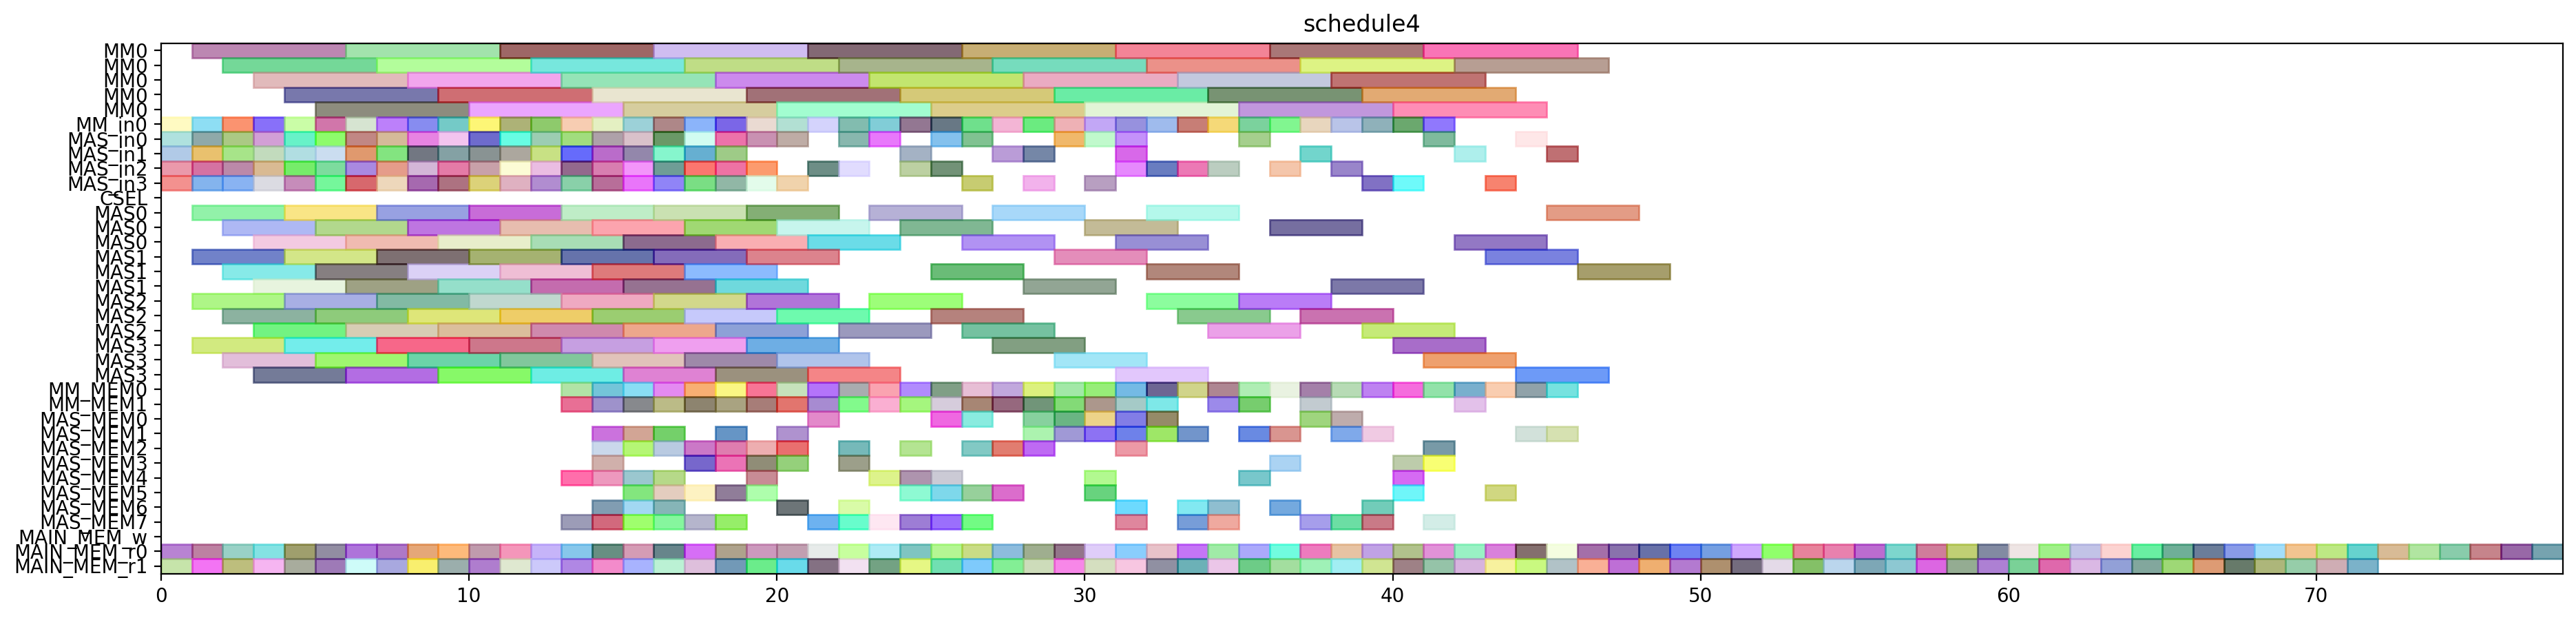 schedule4
MM0
MM0
MM0
MM0
MM0
MM_in0
MAS_in0
MAS_in1
MAS_in2
MAS_in3
CSEL
MAS0
MAS0
MAS0
MAS1
MAS1
MAS1
MAS2
MAS2
MAS2
MAS3
MAS3
MAS3
MM_MEM0
MM_MEM1
MAS_MEM0
MAS_MEM1
MAS_MEM2
MAS_MEM3
MAS_MEM4
MAS_MEM5
MAS_MEM6
MAS_MEM7
MAIN_MEM_w
MAIN_MEM_r0
MAIN_MEM_r1
0 10 20 30 40 50 60 70